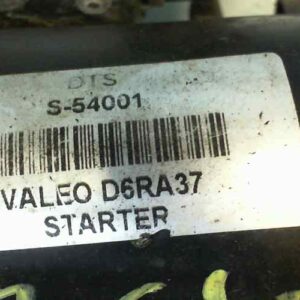 DTS
S-54001
VALEO D6RA37
STARTER